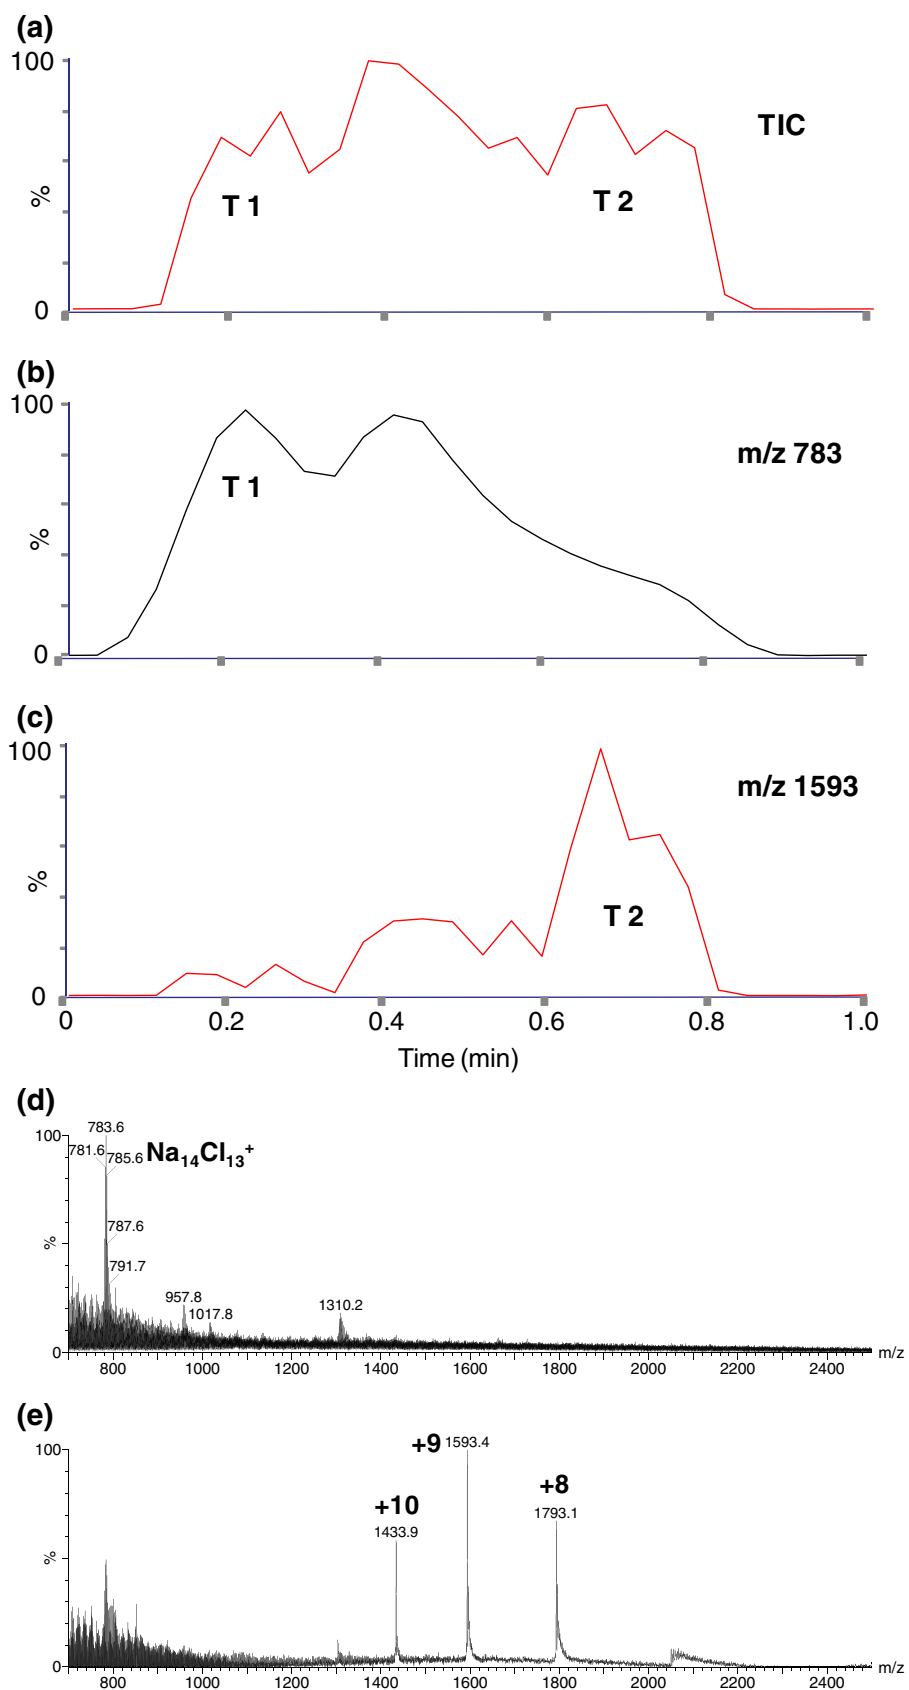 (a)
100
TIC
%
T 1
T 2
0
(b)
100
m/z 783
T 1
%
0
(c)
100
m/z 1593
%
T 2
0
0 0.2 0.4 0.6 0.8 1.0
Time (min)
(d)
783.6
100
781.6 785.6 Na14Cl13+
787.6
%
791.7
957.8
1017.8
1310.2
0
800 1000 1200 1400 1600 1800 2000 2200 2400 m/z
(e)
100
+9 1593.4
+8
+10
1793.1
1433.9
%
0
800 1000 1200 1400 1600 1800 2000 2200 2400 m/z